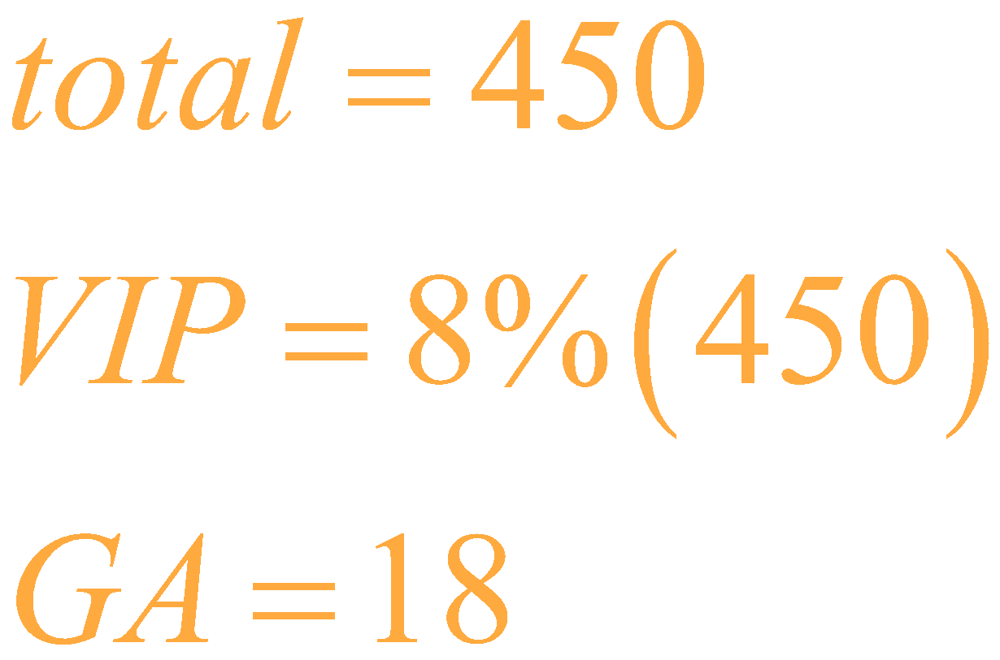 total = 450
VIP = 8%(450)
GA = 18